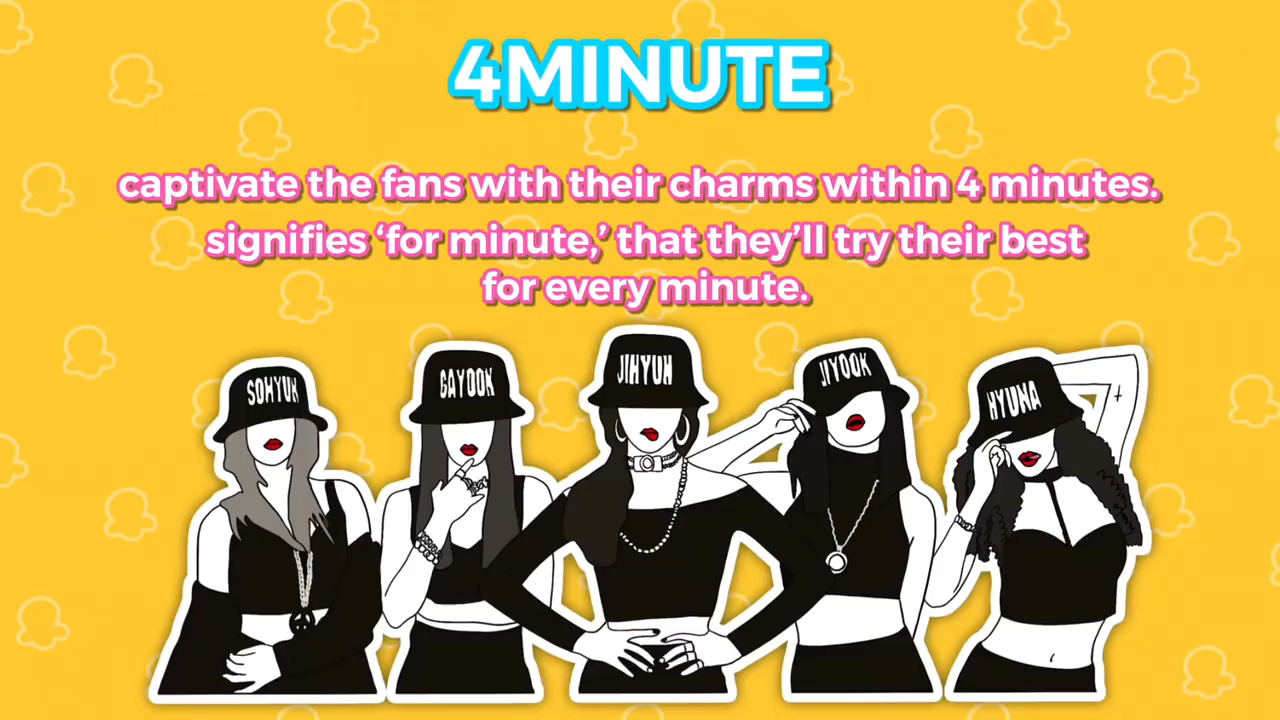 4MINUTE
captivate the fans with their charms within 4 minutes.
signifies ‘for minute,’ that they’ll try their best
for every minute.
SOHYUN
GAYOON
JIHYUN
JIYOON
HYUNA